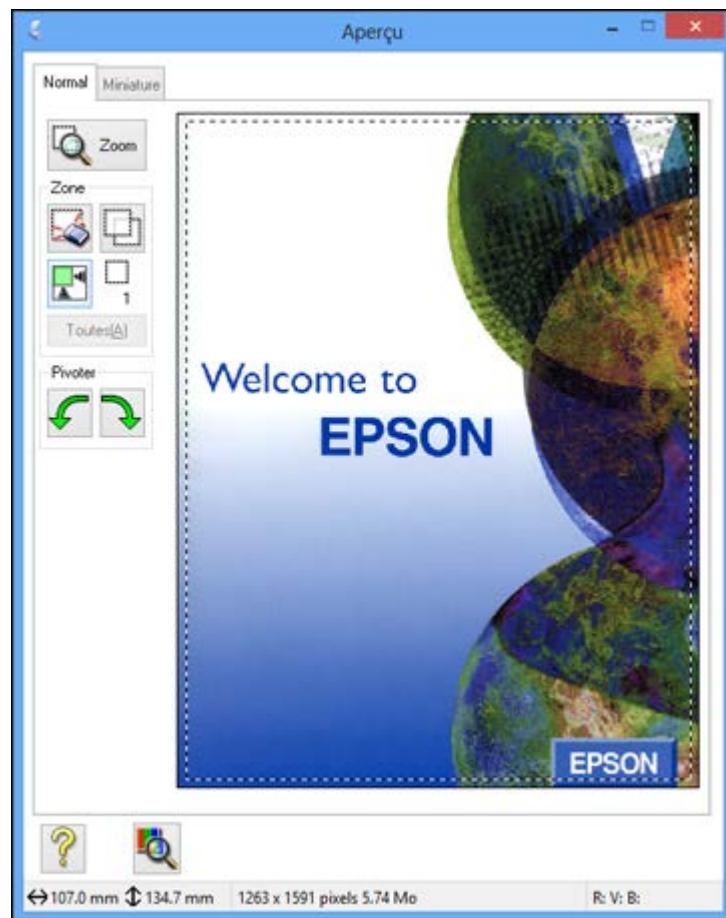 Aperçu
Normal Miniature
Zoom
Zone
1
Toutes(A)
Pivoter
Welcome to
EPSON
EPSON
107.0 mm 134.7 mm 1263 x 1591 pixels 5.74 Mo R: V: B: